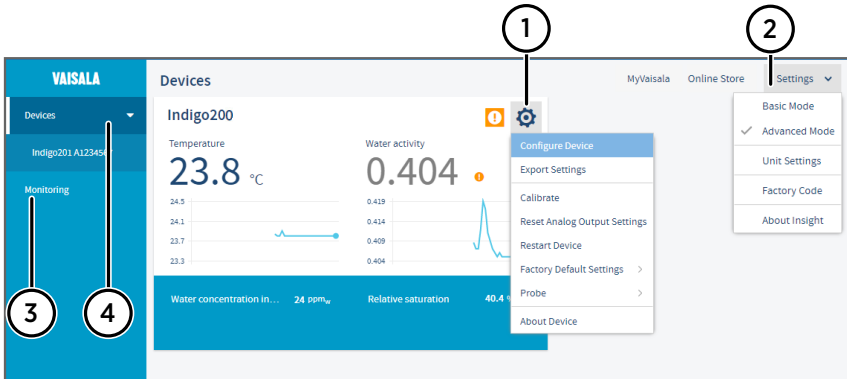 1
2
VAISALA
Devices
MyVaisala
Online Store
Settings
Devices
Indigo200
Basic Mode
Advanced Mode
Unit Settings
Factory Code
About Insight
Indigo201 A123456
Monitoring
Temperature
23.8 °C
Water activity
0.404
24.5
24.1
23.7
23.3
0.419
0.414
0.409
0.404
Configure Device
Export Settings
Calibrate
Reset Analog Output Settings
Restart Device
Factory Default Settings
Probe
About Device
Water concentration in... 24 ppmw
Relative saturation 40.4
3
4